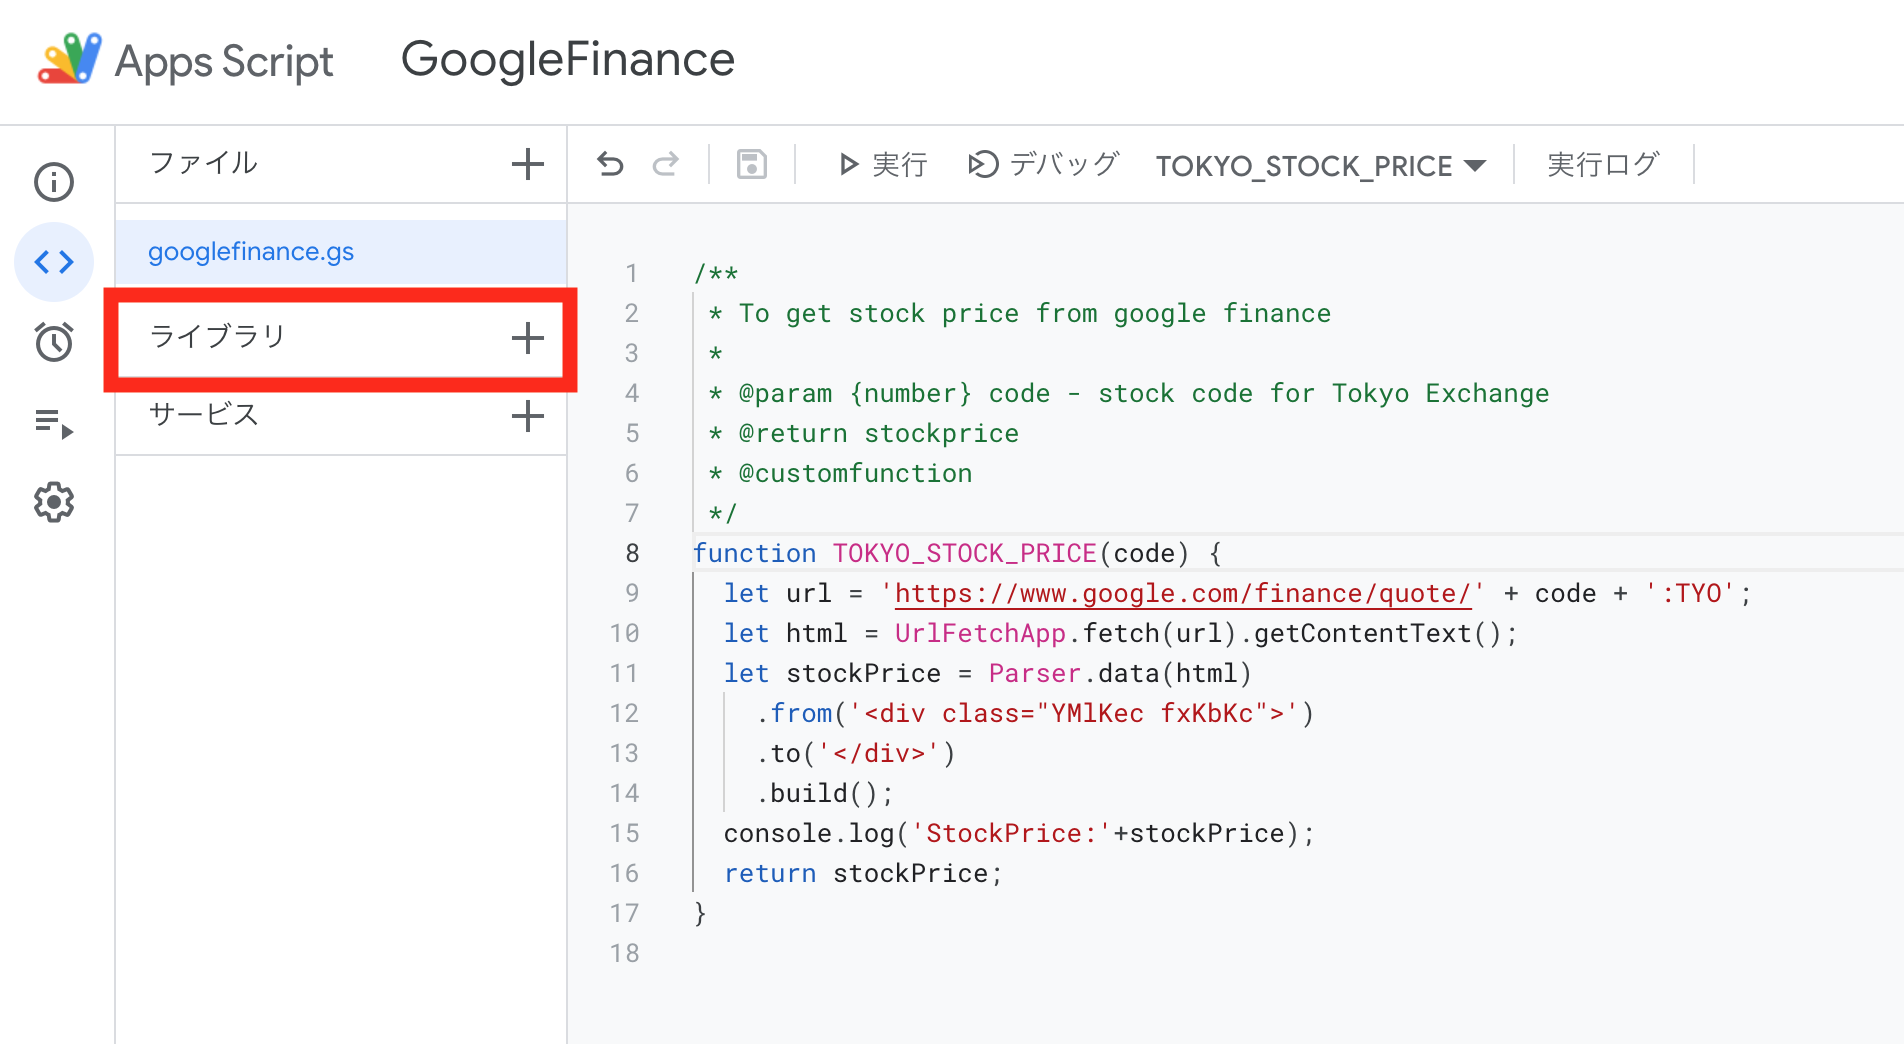 Apps Script GoogleFinance
ファイル
googlefinance.gs
ライブラリ
サービス
実行 デバッグ TOKYO_STOCK_PRICE 実行ログ
1 /**
2  * To get stock price from google finance
3  *
4  * @param {number} code - stock code for Tokyo Exchange
5  * @return stockprice
6  * @customfunction
7  */
8 function TOKYO_STOCK_PRICE(code) {
9   let url = 'https://www.google.com/finance/quote/' + code + ':TYO';
10   let html = UrlFetchApp.fetch(url).getContentText();
11   let stockPrice = Parser.data(html)
12     .from('<div class="YMlKec fxKbKc">')
13     .to('</div>')
14     .build();
15   console.log('StockPrice:'+stockPrice);
16   return stockPrice;
17 }
18